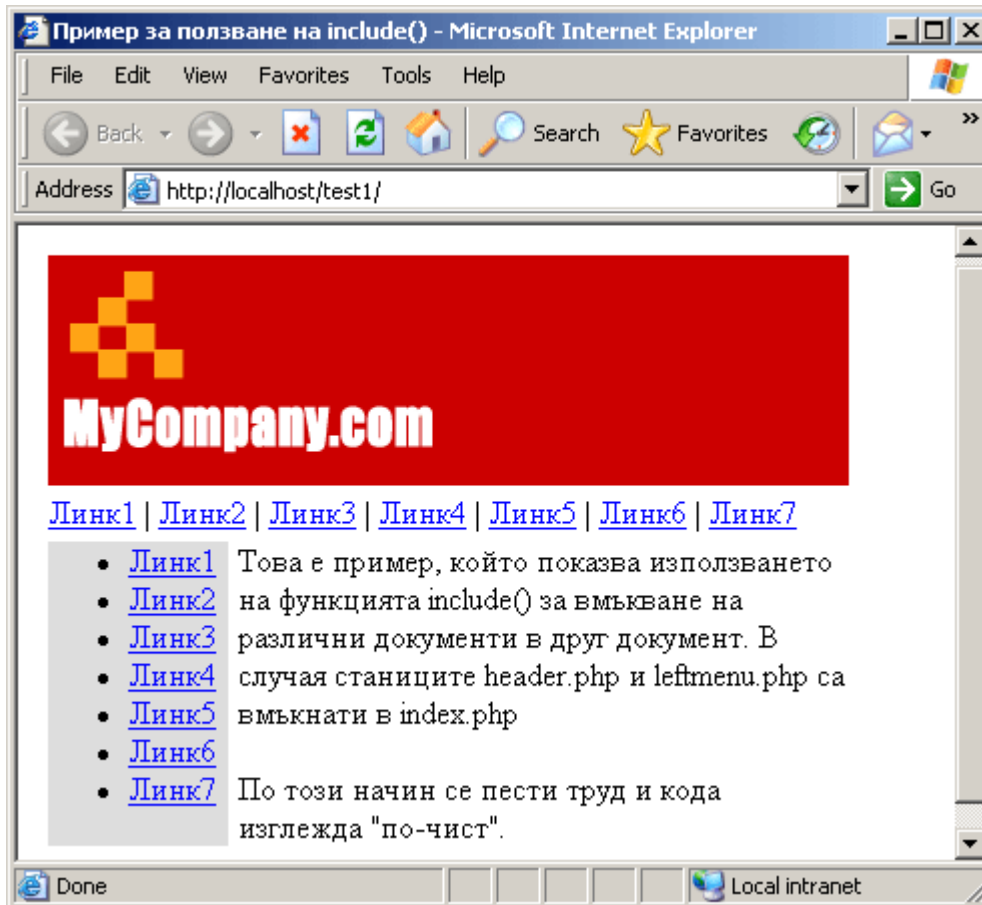 Пример за ползване на include() - Microsoft Internet Explorer
File Edit View Favorites Tools Help
Back Search Favorites »
Address http://localhost/test1/ Go
MyCompany.com
Линк1 | Линк2 | Линк3 | Линк4 | Линк5 | Линк6 | Линк7
Линк1
Линк2
Линк3
Линк4
Линк5
Линк6
Линк7
Това е пример, който показва използването
на функцията include() за вмъкване на
различни документи в друг документ. В
случая станиците header.php и leftmenu.php са
вмъкнати в index.php
По този начин се пести труд и кода
изглежда "по-чист".
Done Local intranet